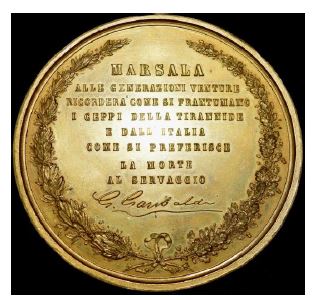 MARSALA
ALLE GENERAZIONI VENTURE
RICORDERÀ COME SI FRANTUMANO
I CEPPI DELLA TIRANNIDE
E DALL'ITALIA
COME SI PREFERISCE
LA MORTE
AL SERVAGGIO
G. Garibaldi